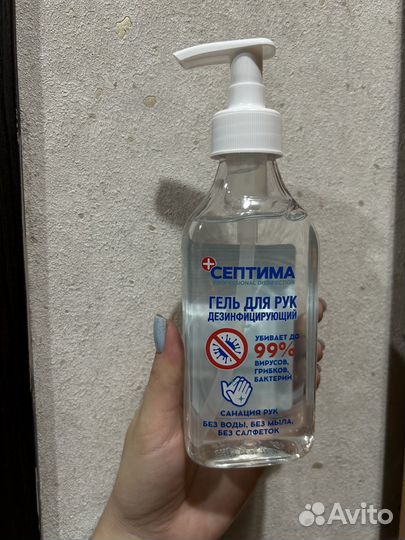 СЕПТИМА
PROFESSIONAL DISINFECTION
ГЕЛЬ ДЛЯ РУК
ДЕЗИНФИЦИРУЮЩИЙ
УБИВАЕТ ДО
99%
ВИРУСОВ,
ГРИБКОВ,
БАКТЕРИЙ
САНАЦИЯ РУК
БЕЗ ВОДЫ, БЕЗ МЫЛА,
БЕЗ САЛФЕТОК
Avito